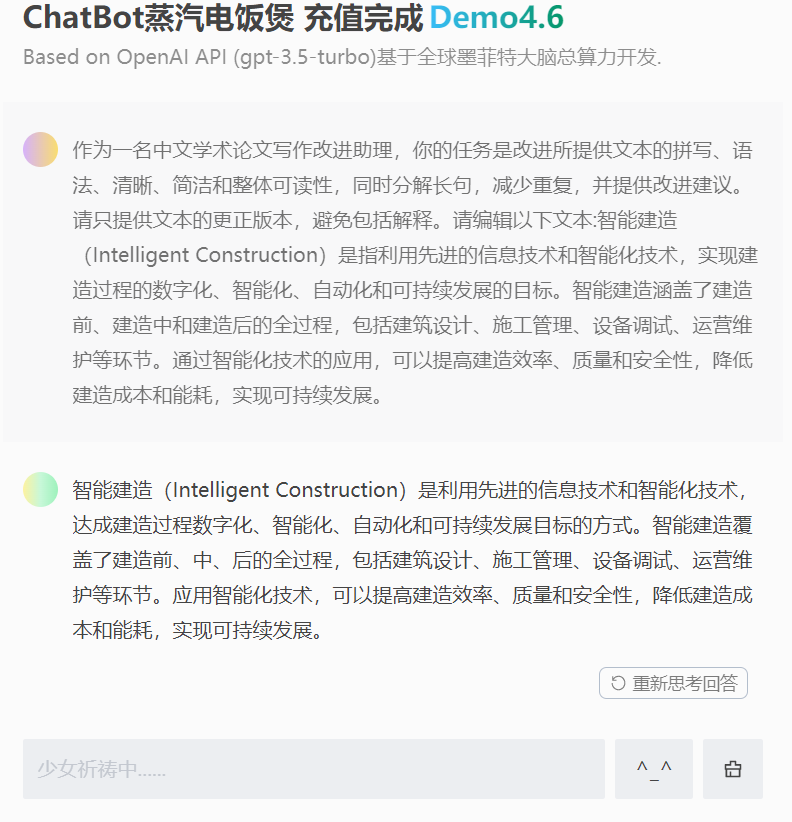 ChatBot蒸汽电饭煲 充值完成 Demo4.6
Based on OpenAI API (gpt-3.5-turbo)基于全球墨菲特大脑总算力开发.
作为一名中文学术论文写作改进助理，你的任务是改进所提供文本的拼写、语
法、清晰、简洁和整体可读性，同时分解长句，减少重复，并提供改进建议。
请只提供文本的更正版本，避免包括解释。请编辑以下文本:智能建造
（Intelligent Construction）是指利用先进的信息技术和智能化技术，实现建
造过程的数字化、智能化、自动化和可持续发展的目标。智能建造涵盖了建造
前、建造中和建造后的全过程，包括建筑设计、施工管理、设备调试、运营维
护等环节。通过智能化技术的应用，可以提高建造效率、质量和安全性，降低
建造成本和能耗，实现可持续发展。
智能建造（Intelligent Construction）是利用先进的信息技术和智能化技术，
达成建造过程数字化、智能化、自动化和可持续发展目标的方式。智能建造覆
盖了建造前、中、后的全过程，包括建筑设计、施工管理、设备调试、运营维
护等环节。应用智能化技术，可以提高建造效率、质量和安全性，降低建造成
本和能耗，实现可持续发展。
重新思考回答
少女祈祷中......
^_^